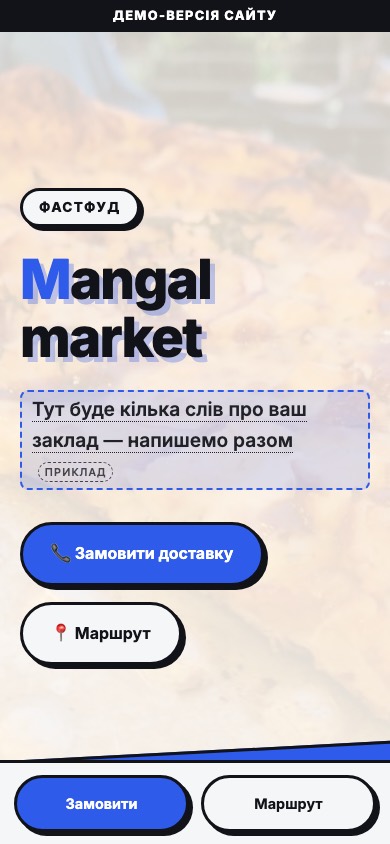 ДЕМО-ВЕРСІЯ САЙТУ
ФАСТФУД
Mangal
market
Тут буде кілька слів про ваш
заклад — напишемо разом
ПРИКЛАД
Замовити доставку
Маршрут
Замовити
Маршрут